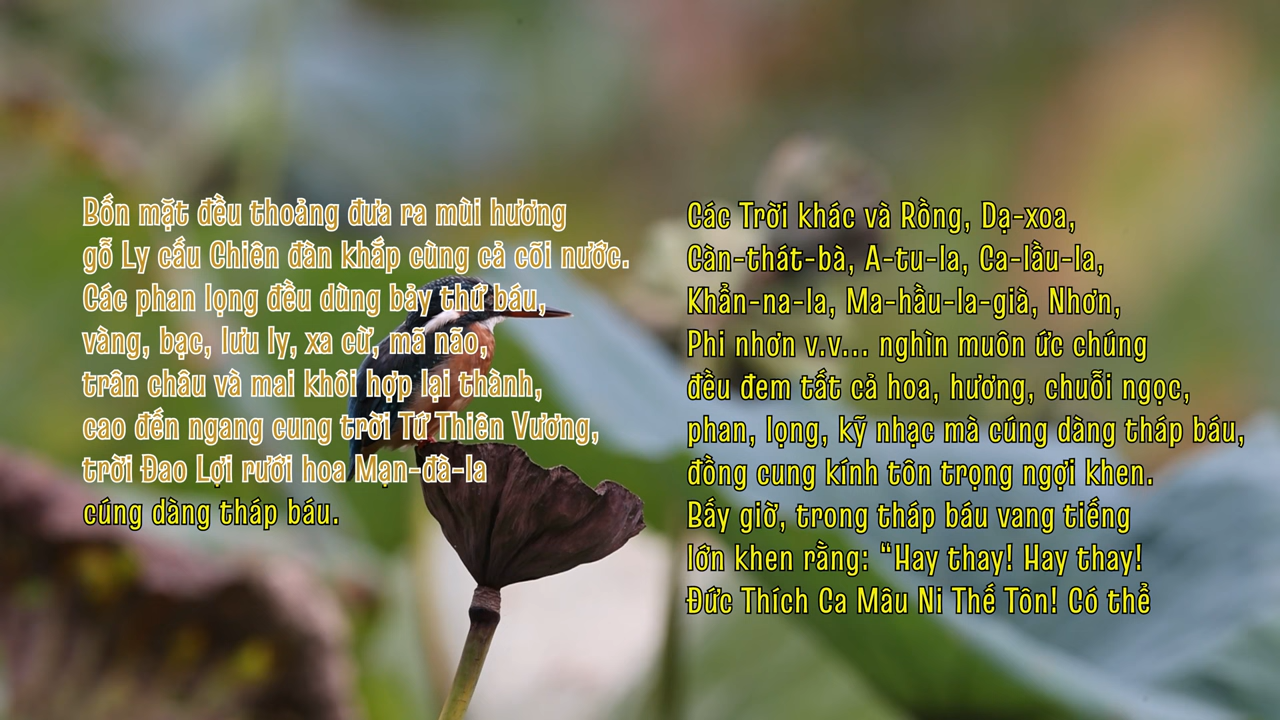 Bốn mặt đều thoảng đưa ra mùi hương
gỗ Ly cấu Chiên đàn khắp cùng cả cõi nước.
Các phan lọng đều dùng bảy thứ báu,
vàng, bạc, lưu ly, xa cừ, mã não,
trân châu và mai khôi hợp lại thành,
cao đến ngang cung trời Tứ Thiên Vương,
trời Đao Lợi rưới hoa Mạn-đà-la
cúng dàng tháp báu.
Các Trời khác và Rồng, Dạ-xoa,
Càn-thát-bà, A-tu-la, Ca-lầu-la,
Khản-na-la, Ma-hầu-la-già, Nhơn,
Phi nhơn v.v... nghìn muôn ức chúng
đều đem tất cả hoa, hương, chuỗi ngọc,
phan, lọng, kỹ nhạc mà cúng dàng tháp báu,
đồng cung kính tôn trọng ngợi khen.
Bấy giờ, trong tháp báu vang tiếng
lớn khen rằng: “Hay thay! Hay thay!
Đức Thích Ca Mâu Ni Thế Tôn! Có thể